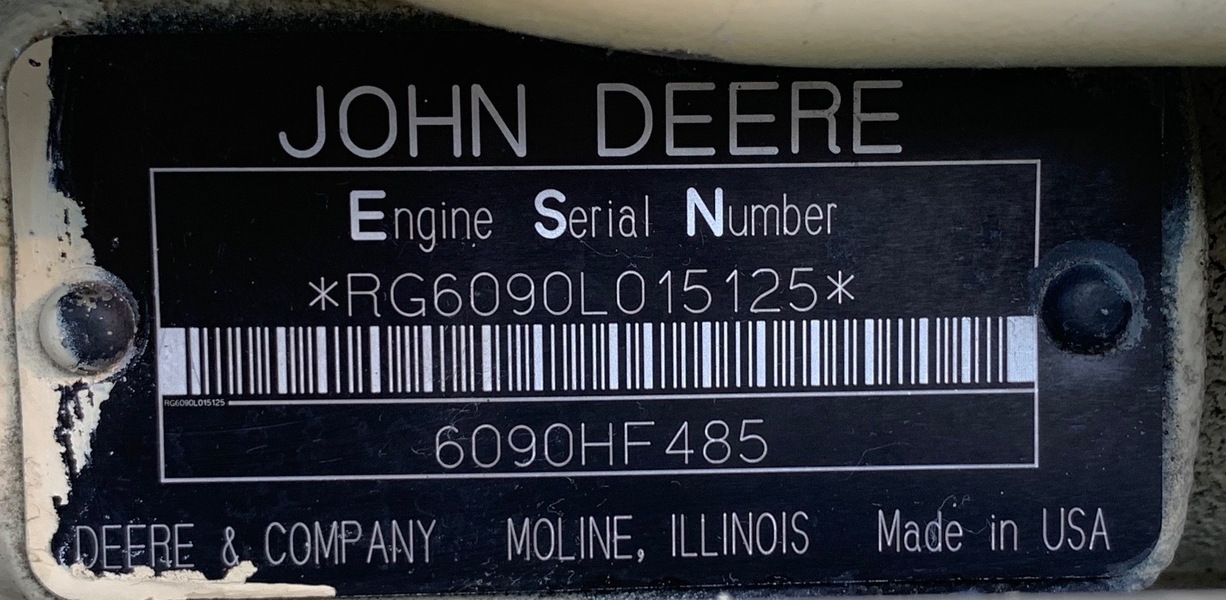 JOHN DEERE
Engine Serial Number
*RG6090L015125*
RG6090L015125
6090HF485
DEERE & COMPANY MOLINE, ILLINOIS Made in USA